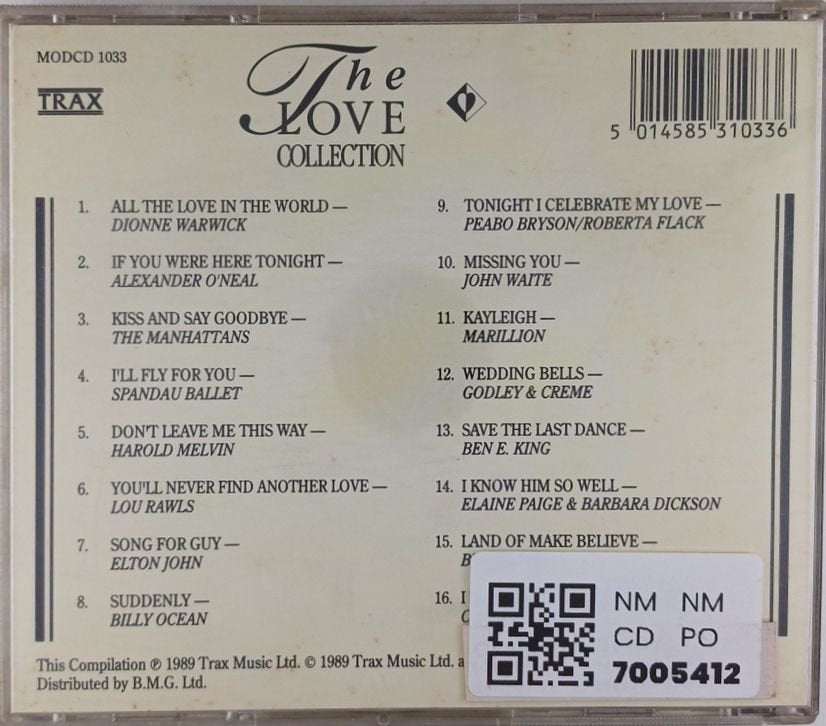 MODCD 1033
TRAX
The
LOVE
COLLECTION
5 014585 310336
1. ALL THE LOVE IN THE WORLD —
DIONNE WARWICK
2. IF YOU WERE HERE TONIGHT —
ALEXANDER O'NEAL
3. KISS AND SAY GOODBYE —
THE MANHATTANS
4. I'LL FLY FOR YOU —
SPANDAU BALLET
5. DON'T LEAVE ME THIS WAY —
HAROLD MELVIN
6. YOU'LL NEVER FIND ANOTHER LOVE —
LOU RAWLS
7. SONG FOR GUY —
ELTON JOHN
8. SUDDENLY —
BILLY OCEAN
9. TONIGHT I CELEBRATE MY LOVE —
PEABO BRYSON/ROBERTA FLACK
10. MISSING YOU —
JOHN WAITE
11. KAYLEIGH —
MARILLION
12. WEDDING BELLS —
GODLEY & CREME
13. SAVE THE LAST DANCE —
BEN E. KING
14. I KNOW HIM SO WELL —
ELAINE PAIGE & BARBARA DICKSON
15. LAND OF MAKE BELIEVE —
16. I
This Compilation ℗ 1989 Trax Music Ltd. © 1989 Trax Music Ltd.
Distributed by B.M.G. Ltd.
NM NM
CD PO
7005412